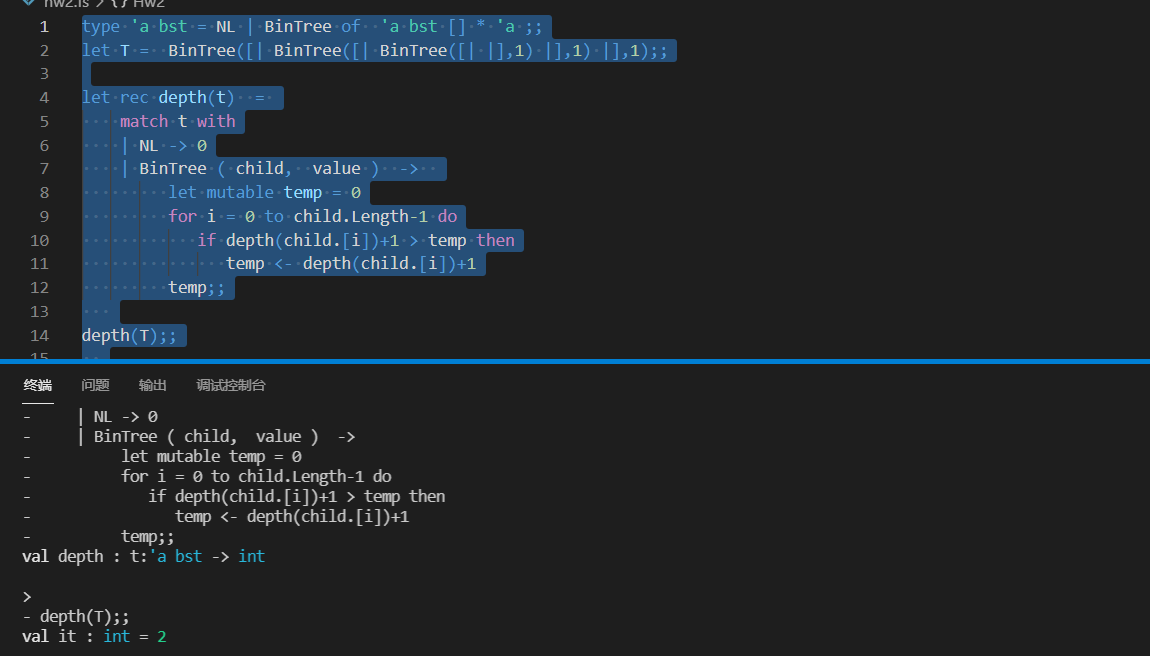 hw2.fs > {} Hw2
1 type 'a bst = NL | BinTree of  'a bst [] * 'a ;;
2 let T =  BinTree([| BinTree([| BinTree([| |],1) |],1) |],1);;
3
4 let rec depth(t)  =
5     match t with
6     | NL -> 0
7     | BinTree ( child,  value )  ->
8          let mutable temp = 0
9          for i = 0 to child.Length-1 do
10             if depth(child.[i])+1 > temp then
11                temp <- depth(child.[i])+1
12          temp;;
13
14 depth(T);;
15
终端 问题 输出 调试控制台
-     | NL -> 0
-     | BinTree ( child,  value )  ->
-          let mutable temp = 0
-          for i = 0 to child.Length-1 do
-             if depth(child.[i])+1 > temp then
-                temp <- depth(child.[i])+1
-          temp;;
val depth : t:'a bst -> int
>
- depth(T);;
val it : int = 2